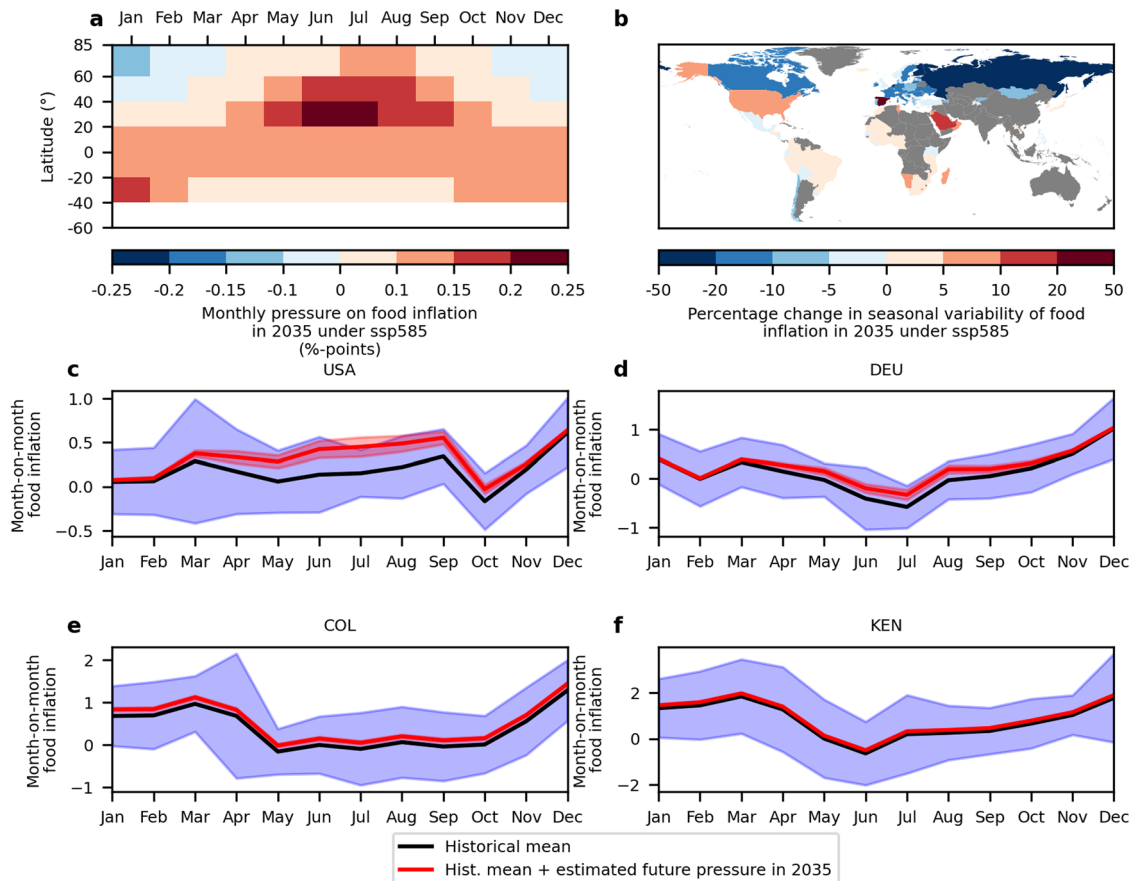 a
Jan Feb Mar Apr May Jun Jul Aug Sep Oct Nov Dec
85
60
40
20
0
-20
-40
-60
Latitude (°)
-0.25 -0.2 -0.15 -0.1 0 0.1 0.15 0.2 0.25
Monthly pressure on food inflation
in 2035 under ssp585
(%-points)
b
-50 -20 -10 -5 0 5 10 20 50
Percentage change in seasonal variability of food
inflation in 2035 under ssp585
c
USA
Month-on-month
food inflation
1.0
0.5
0.0
−0.5
Jan Feb Mar Apr May Jun Jul Aug Sep Oct Nov Dec
d
DEU
Month-on-month
food inflation
1
0
−1
Jan Feb Mar Apr May Jun Jul Aug Sep Oct Nov Dec
e
COL
Month-on-month
food inflation
2
1
0
−1
Jan Feb Mar Apr May Jun Jul Aug Sep Oct Nov Dec
f
KEN
Month-on-month
food inflation
2
0
−2
Jan Feb Mar Apr May Jun Jul Aug Sep Oct Nov Dec
Historical mean
Hist. mean + estimated future pressure in 2035